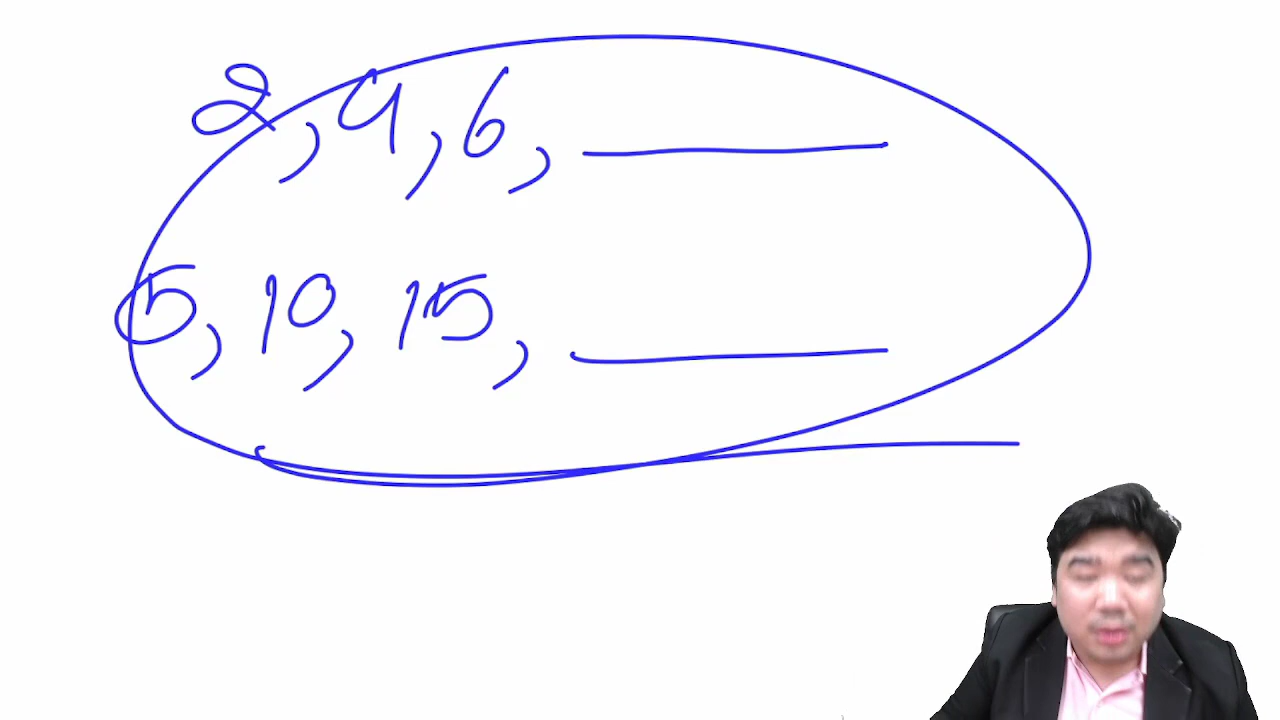 2, 4, 6, ______
5, 10, 15, ______